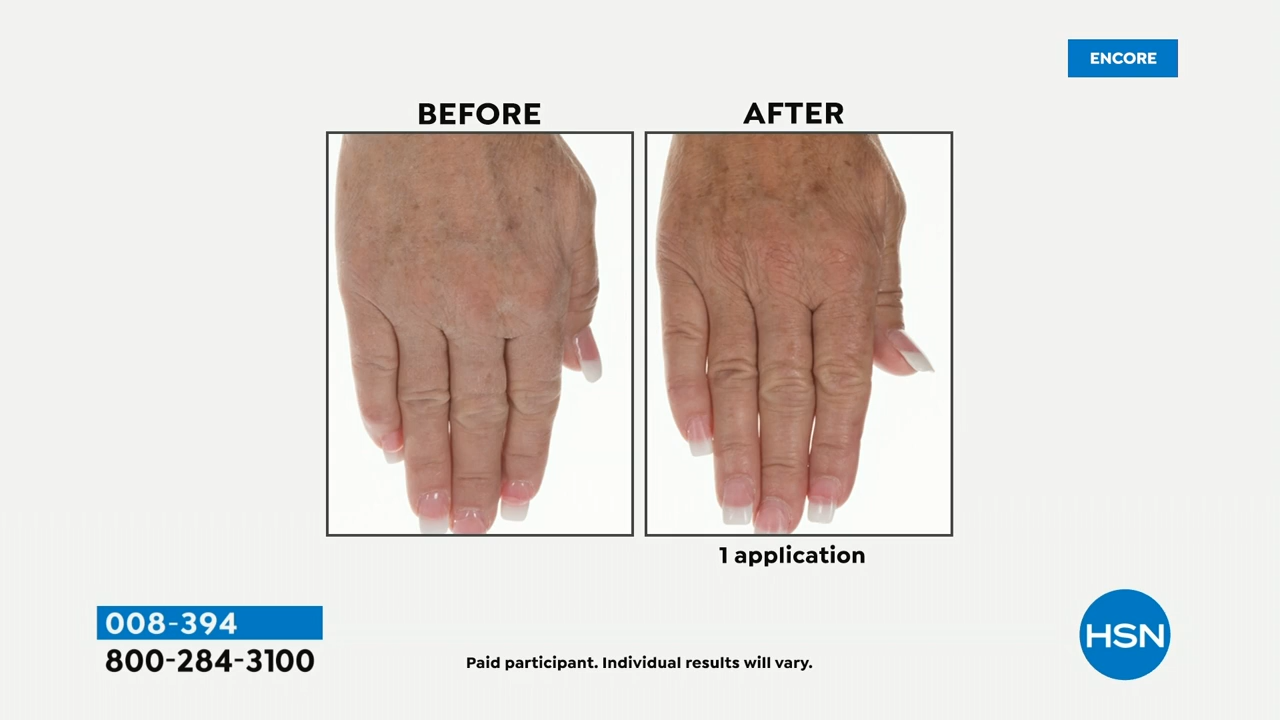 ENCORE
BEFORE
AFTER
1 application
008-394
800-284-3100
Paid participant. Individual results will vary.
HSN